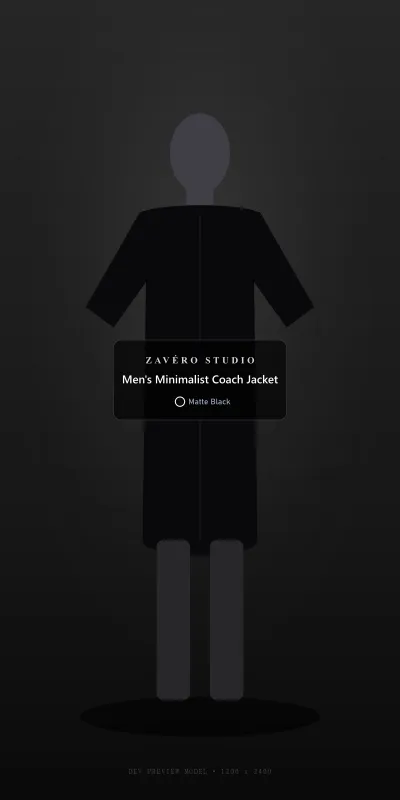 ZAVÉRO STUDIO
Men's Minimalist Coach Jacket
Matte Black
DEV PREVIEW MODEL • 1200 x 2400